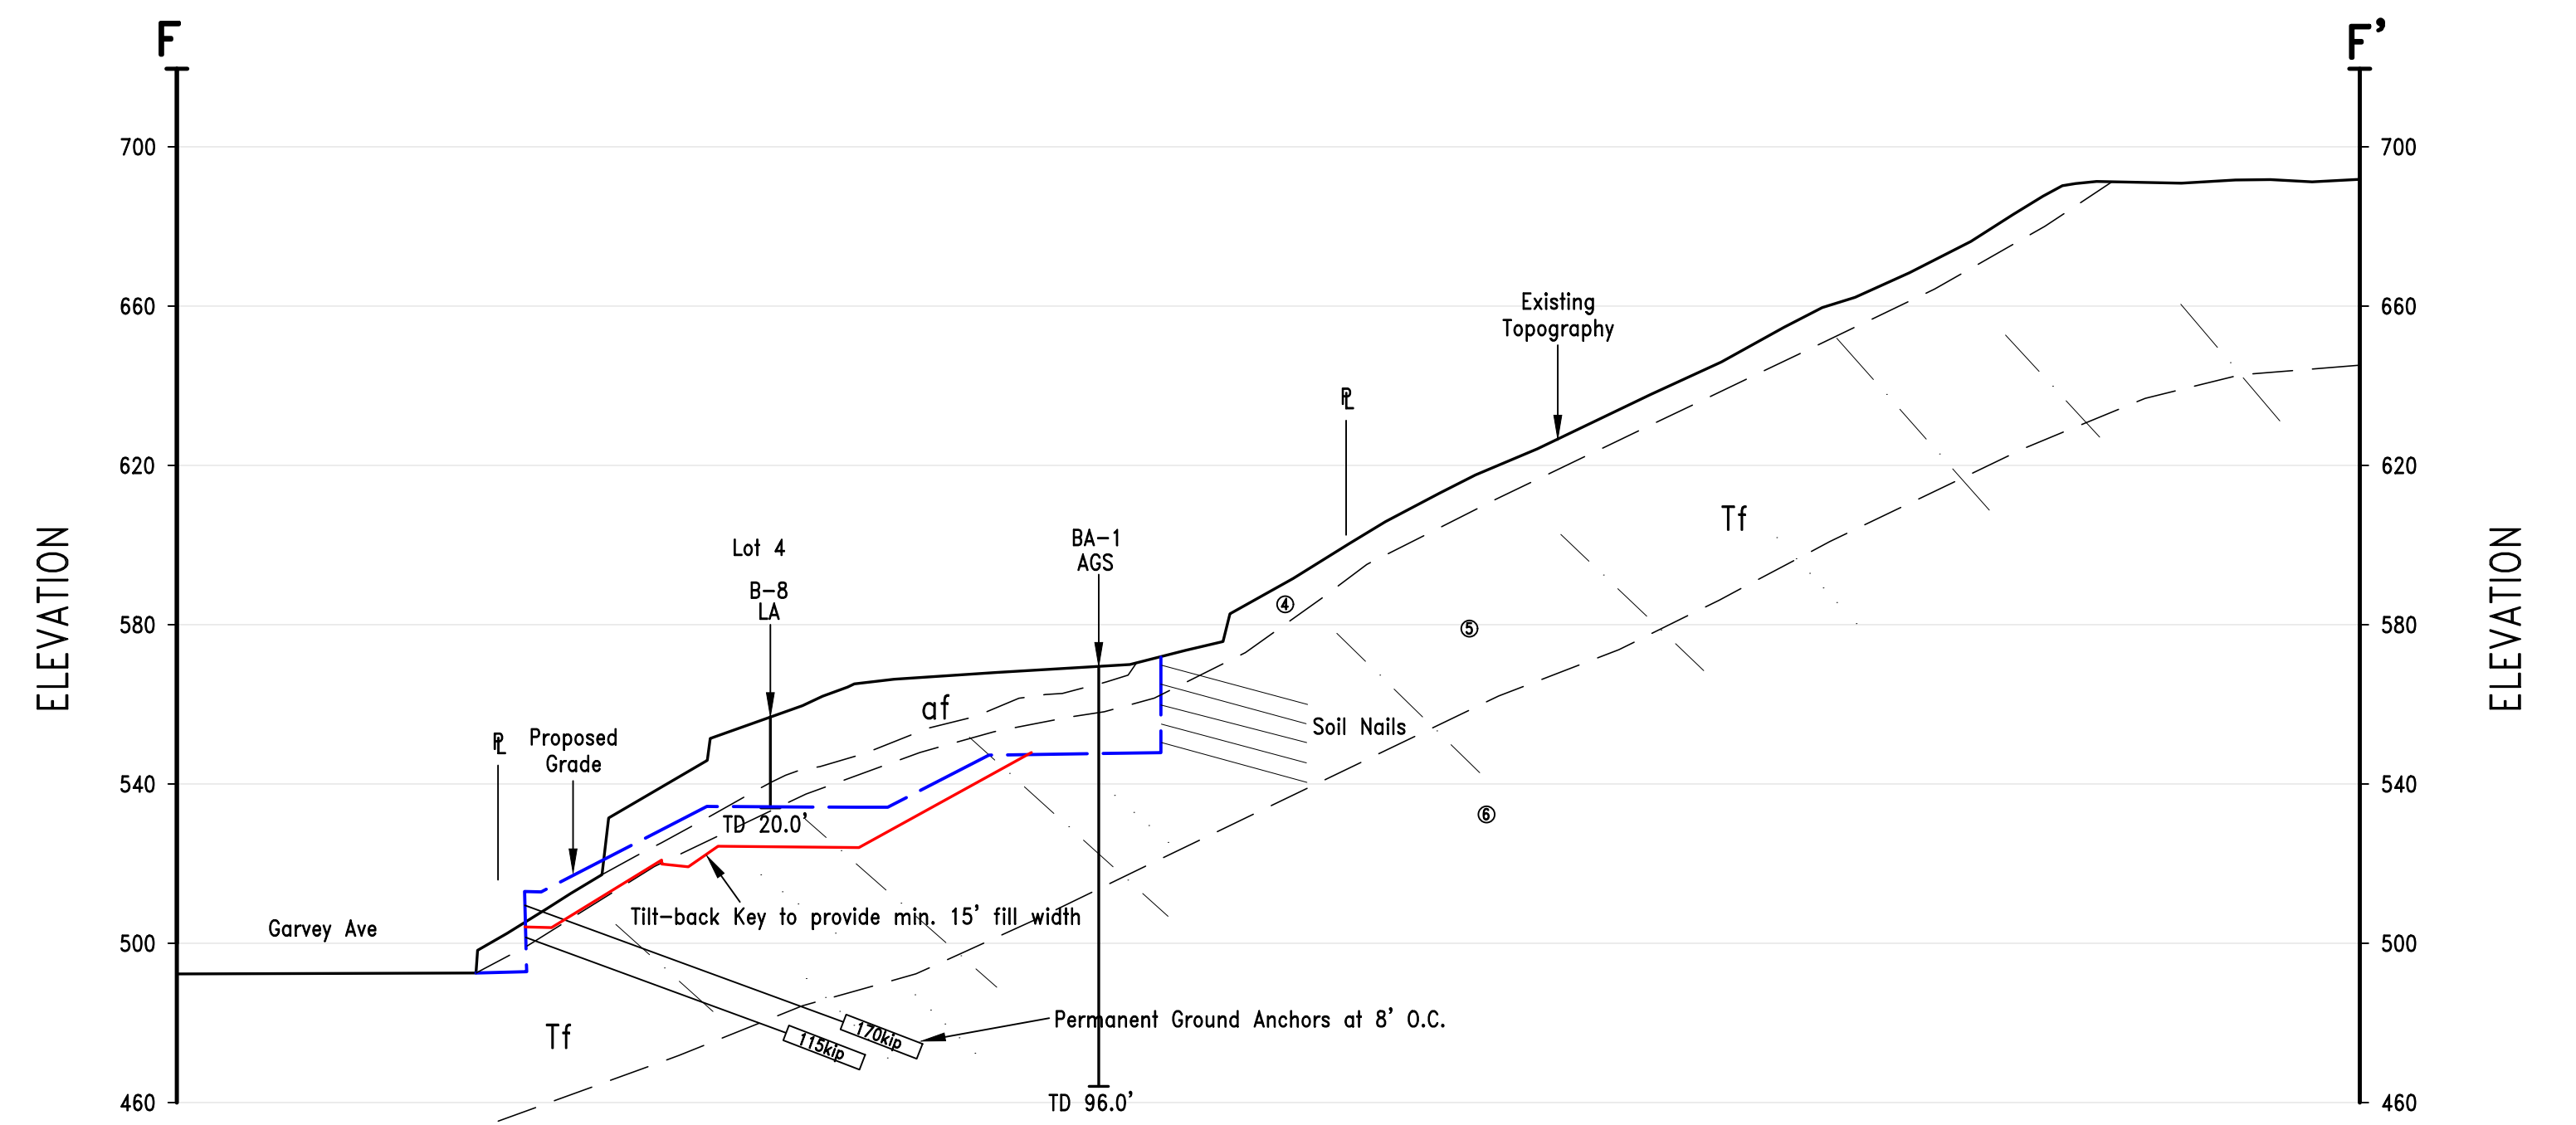 F
F’
700
700
660
660
Existing
Topography
PL
620
620
ELEVATION
ELEVATION
Tf
BA-1
AGS
Lot 4
B-8
LA
④
⑤
580
580
af
Soil Nails
PL
Proposed
Grade
540
540
⑥
TD 20.0’
Tilt-back Key to provide min. 15’ fill width
Garvey Ave
500
500
Tf
170kip
115kip
Permanent Ground Anchors at 8’ O.C.
460
TD 96.0’
460